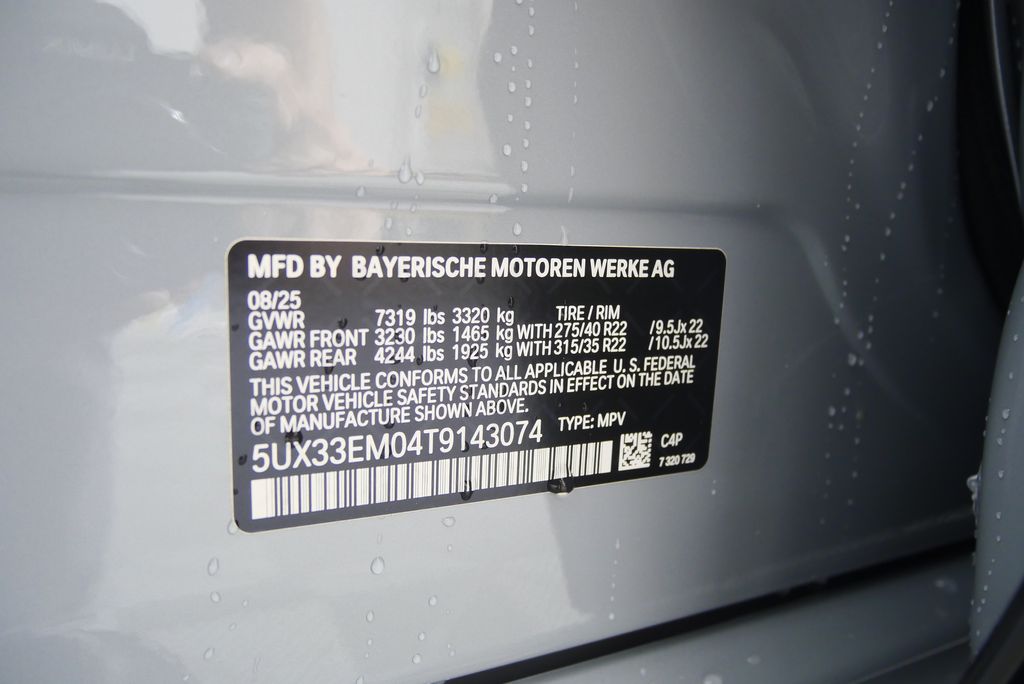 MFD BY BAYERISCHE MOTOREN WERKE AG
08/25
GVWR 7319 lbs 3320 kg TIRE / RIM
GAWR FRONT 3230 lbs 1465 kg WITH 275/40 R22 /9.5Jx22
GAWR REAR 4244 lbs 1925 kg WITH 315/35 R22 /10.5Jx22
THIS VEHICLE CONFORMS TO ALL APPLICABLE U.S. FEDERAL
MOTOR VEHICLE SAFETY STANDARDS IN EFFECT ON THE DATE
OF MANUFACTURE SHOWN ABOVE.
5UX33EM04T9143074 TYPE: MPV
C4P
7 320 729